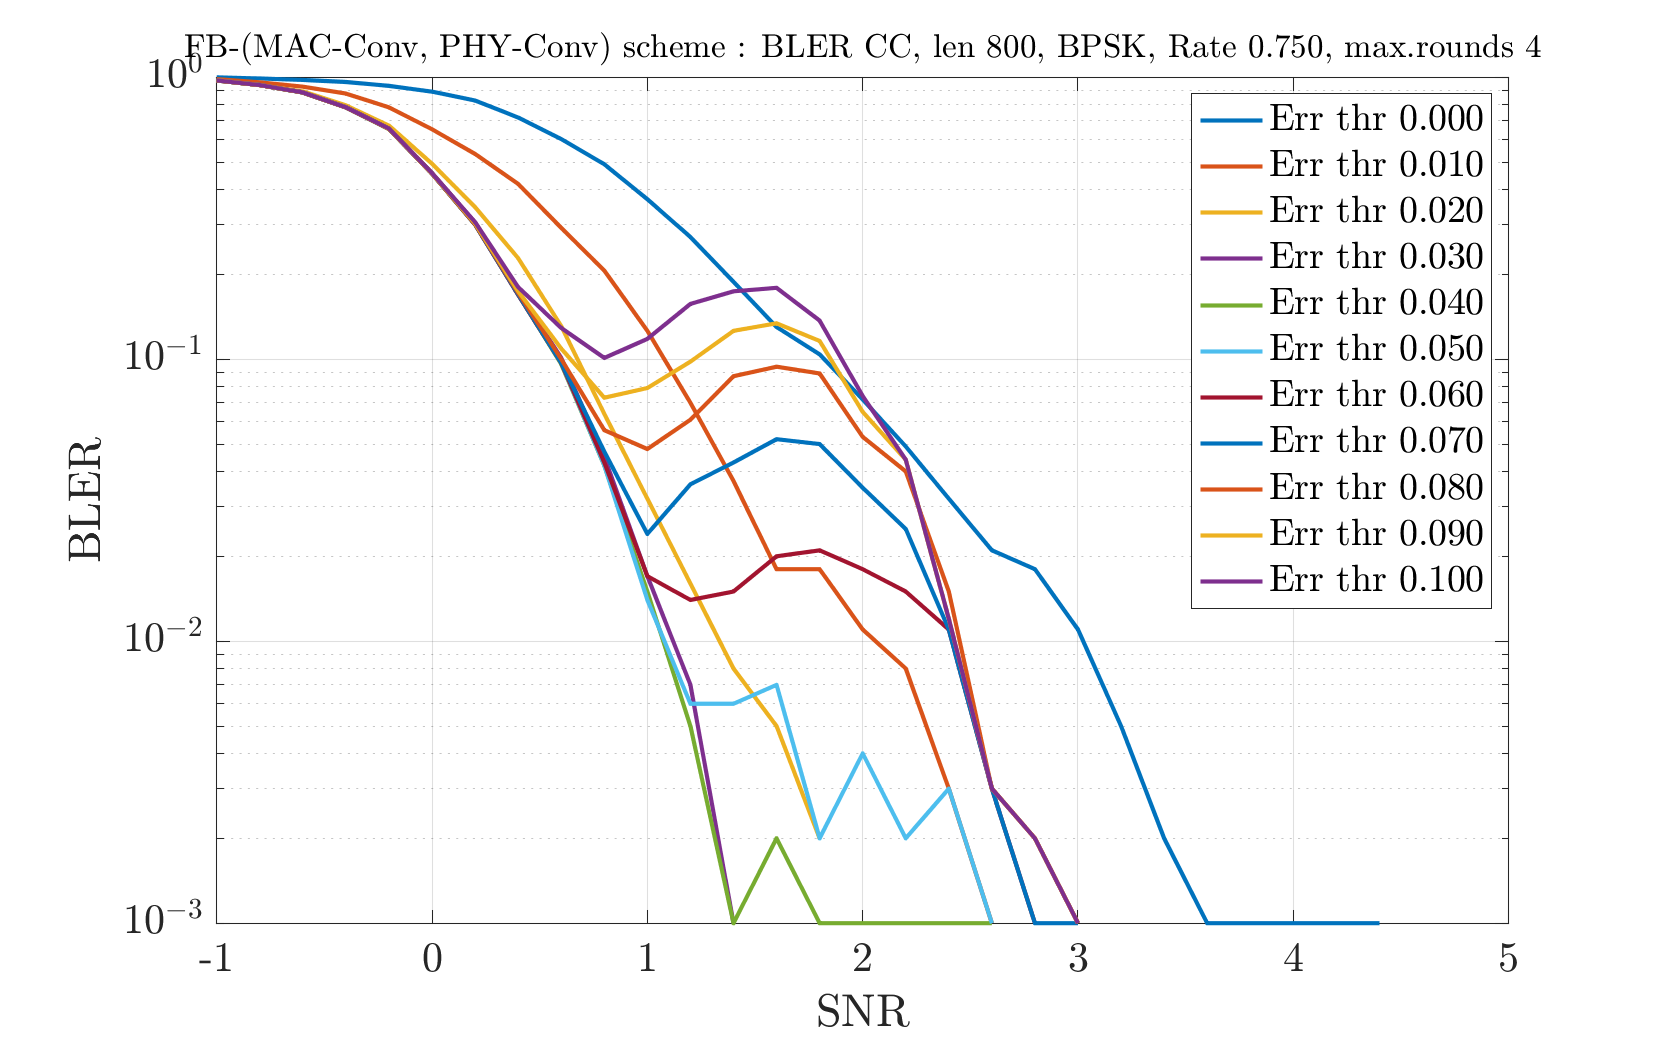 FB-(MAC-Conv, PHY-Conv) scheme : BLER CC, len 800, BPSK, Rate 0.750, max.rounds 4
10^0
10^{-1}
10^{-2}
10^{-3}
BLER
-1 0 1 2 3 4 5
SNR
Err thr 0.000
Err thr 0.010
Err thr 0.020
Err thr 0.030
Err thr 0.040
Err thr 0.050
Err thr 0.060
Err thr 0.070
Err thr 0.080
Err thr 0.090
Err thr 0.100